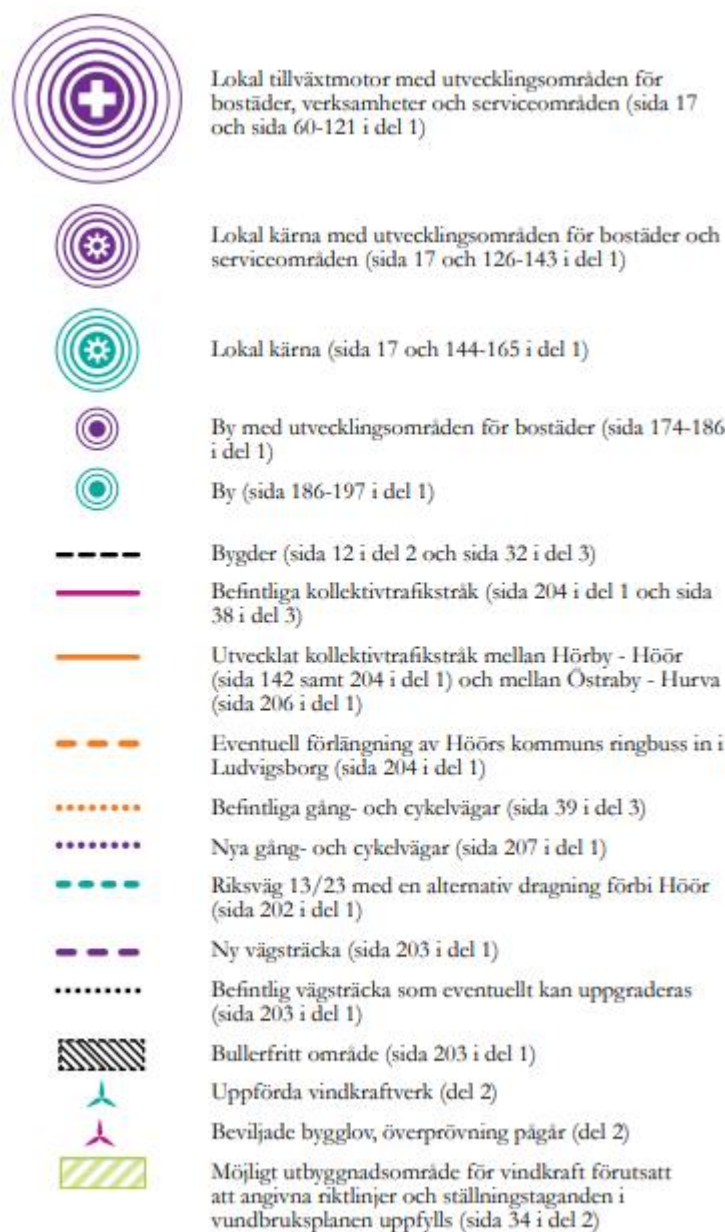 Lokal tillväxtmotor med utvecklingsområden för
bostäder, verksamheter och serviceområden (sida 17
och sida 60-121 i del 1)
Lokal kärna med utvecklingsområden för bostäder och
serviceområden (sida 17 och 126-143 i del 1)
Lokal kärna (sida 17 och 144-165 i del 1)
By med utvecklingsområden för bostäder (sida 174-186
i del 1)
By (sida 186-197 i del 1)
Bygder (sida 12 i del 2 och sida 32 i del 3)
Befintliga kollektivtrafikstråk (sida 204 i del 1 och sida
38 i del 3)
Utvecklat kollektivtrafikstråk mellan Hörby - Höör
(sida 142 samt 204 i del 1) och mellan Östraby - Hurva
(sida 206 i del 1)
Eventuell förlängning av Höörs kommuns ringbuss in i
Ludvigsborg (sida 204 i del 1)
Befintliga gång- och cykelvägar (sida 39 i del 3)
Nya gång- och cykelvägar (sida 207 i del 1)
Riksväg 13/23 med en alternativ dragning förbi Höör
(sida 202 i del 1)
Ny vägsträcka (sida 203 i del 1)
Befintlig vägsträcka som eventuellt kan uppgraderas
(sida 203 i del 1)
Bullerfritt område (sida 203 i del 1)
Uppförda vindkraftverk (del 2)
Beviljade bygglov, överprövning pågår (del 2)
Möjligt utbyggnadsområde för vindkraft förutsatt
att angivna riktlinjer och ställningstaganden i
vundbruksplanen uppfylls (sida 34 i del 2)